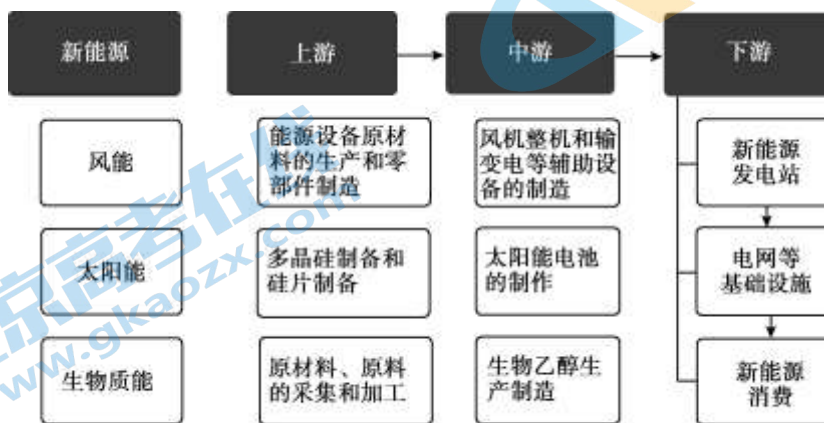 新能源
上游
中游
下游
风能
能源设备原材
料的生产和零
部件制造
风机整机和输
变电等辅助设
备的制造
新能源
发电站
太阳能
多晶硅制备和
硅片制备
太阳能电池
的制作
电网等
基础设施
生物质能
原材料、原料
的采集和加工
生物乙醇生
产制造
新能源
消费
京高考在线
www.gkaozx.com